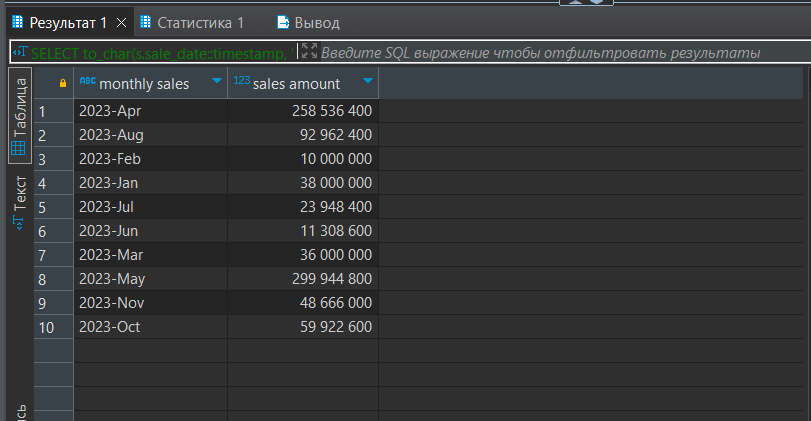 Результат 1 Статистика 1 Вывод
SELECT to_char(s.sale_date::timestamp, ' Введите SQL выражение чтобы отфильтровать результаты
Таблица
Текст
ABC monthly sales 123 sales amount
1 2023-Apr 258 536 400
2 2023-Aug 92 962 400
3 2023-Feb 10 000 000
4 2023-Jan 38 000 000
5 2023-Jul 23 948 400
6 2023-Jun 11 308 600
7 2023-Mar 36 000 000
8 2023-May 299 944 800
9 2023-Nov 48 666 000
10 2023-Oct 59 922 600